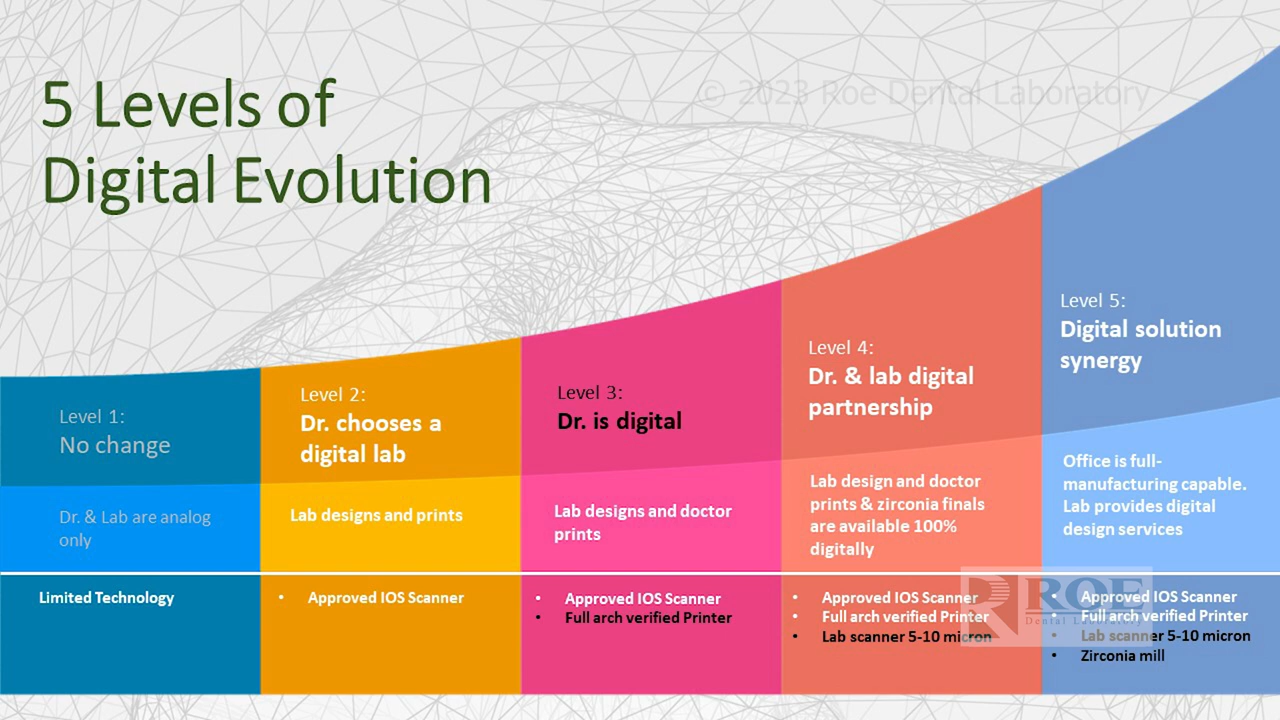 © 2023 Roe Dental Laboratory
5 Levels of
Digital Evolution
Level 1:
No change
Dr. & Lab are analog
only
Limited Technology
Level 2:
Dr. chooses a
digital lab
Lab designs and prints
• Approved IOS Scanner
Level 3:
Dr. is digital
Lab designs and doctor
prints
• Approved IOS Scanner
• Full arch verified Printer
Level 4:
Dr. & lab digital
partnership
Lab design and doctor
prints & zirconia finals
are available 100%
digitally
• Approved IOS Scanner
• Full arch verified Printer
• Lab scanner 5-10 micron
Level 5:
Digital solution
synergy
Office is full-
manufacturing capable.
Lab provides digital
design services
• Approved IOS Scanner
• Full arch verified Printer
• Lab scanner 5-10 micron
• Zirconia mill
ROE
Dental Laboratory